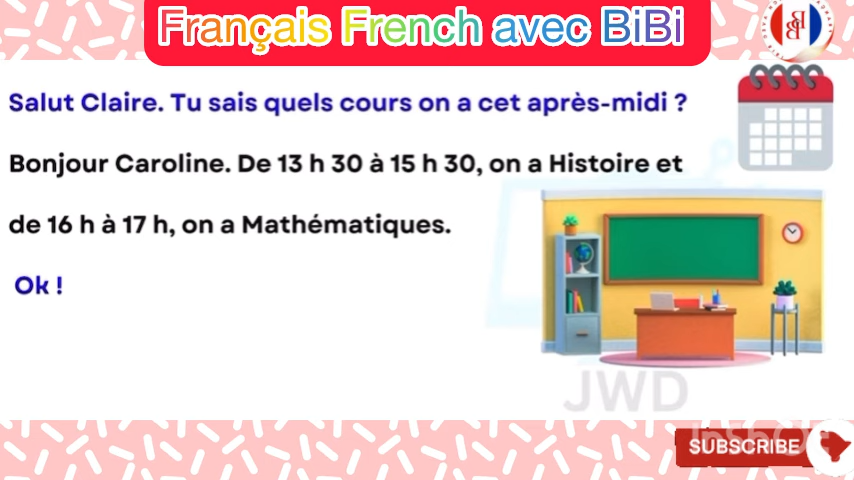 Français French avec BiBi
Salut Claire. Tu sais quels cours on a cet après-midi ?
Bonjour Caroline. De 13 h 30 à 15 h 30, on a Histoire et
de 16 h à 17 h, on a Mathématiques.
Ok !
JWD
SUBSCRIBE